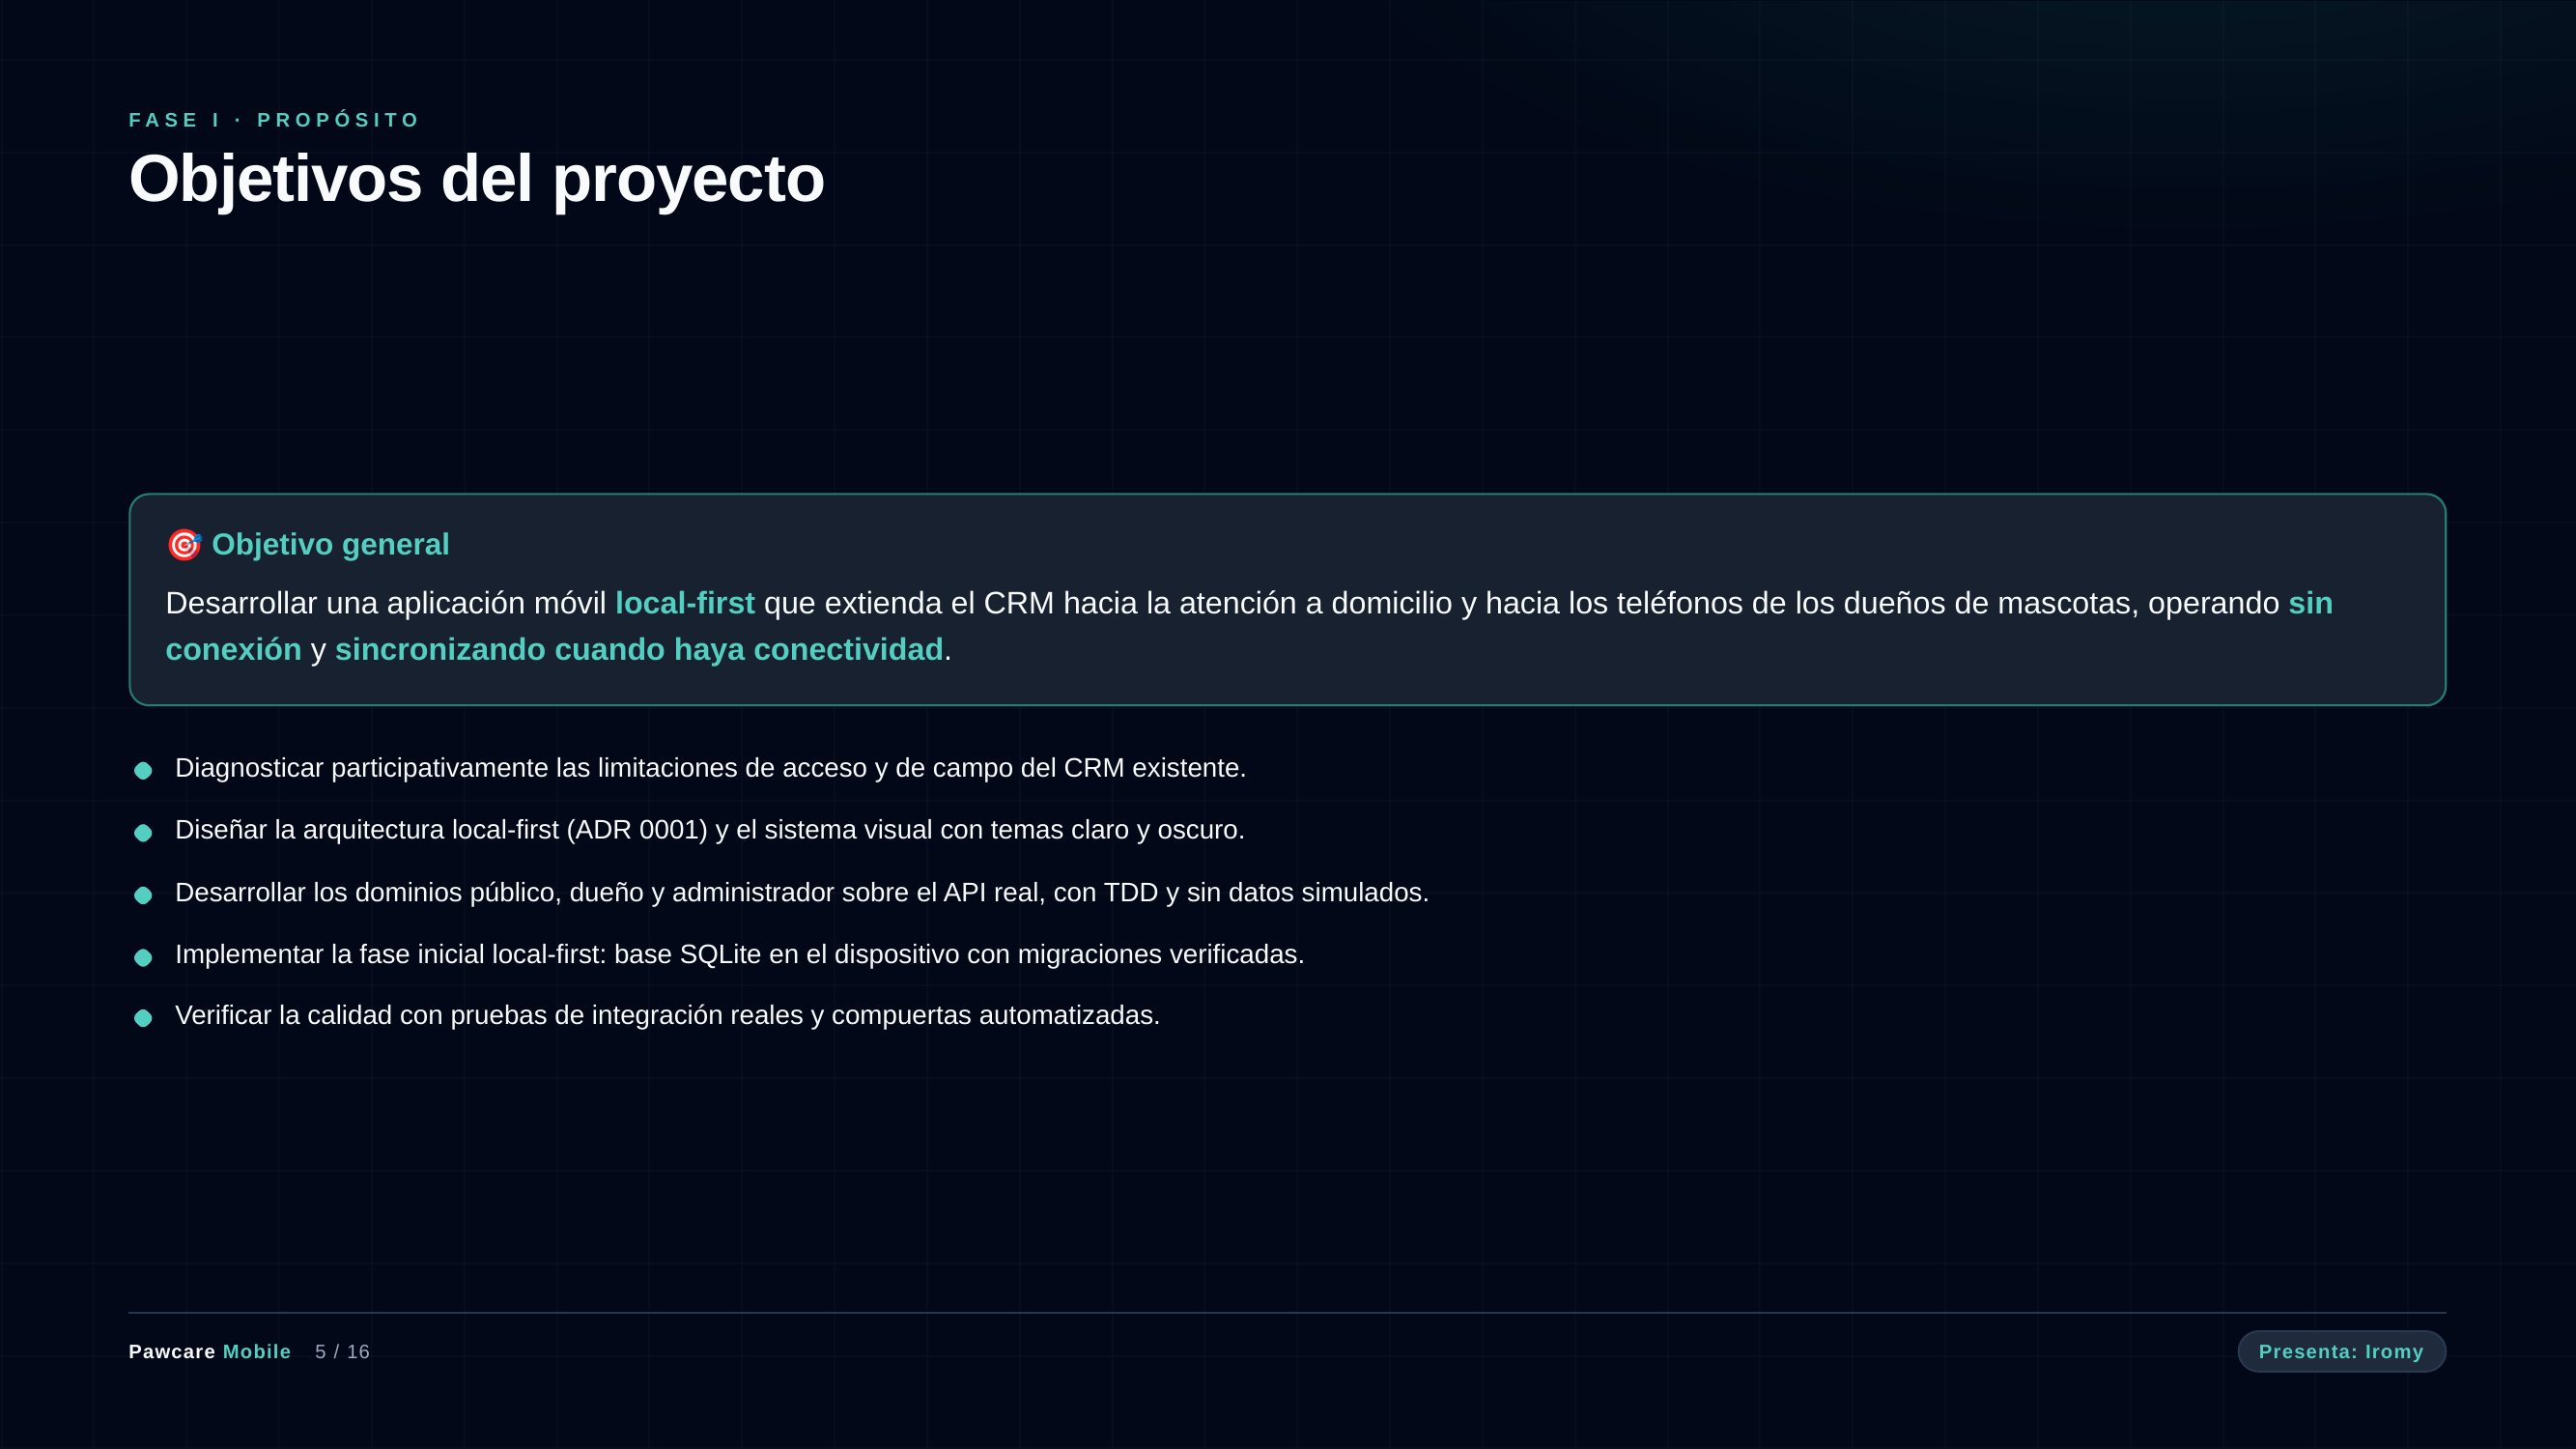 FASE I · PROPÓSITO
Objetivos del proyecto
🎯 Objetivo general
Desarrollar una aplicación móvil local-first que extienda el CRM hacia la atención a domicilio y hacia los teléfonos de los dueños de mascotas, operando sin
conexión y sincronizando cuando haya conectividad.
Diagnosticar participativamente las limitaciones de acceso y de campo del CRM existente.
Diseñar la arquitectura local-first (ADR 0001) y el sistema visual con temas claro y oscuro.
Desarrollar los dominios público, dueño y administrador sobre el API real, con TDD y sin datos simulados.
Implementar la fase inicial local-first: base SQLite en el dispositivo con migraciones verificadas.
Verificar la calidad con pruebas de integración reales y compuertas automatizadas.
Pawcare Mobile 5 / 16
Presenta: Iromy